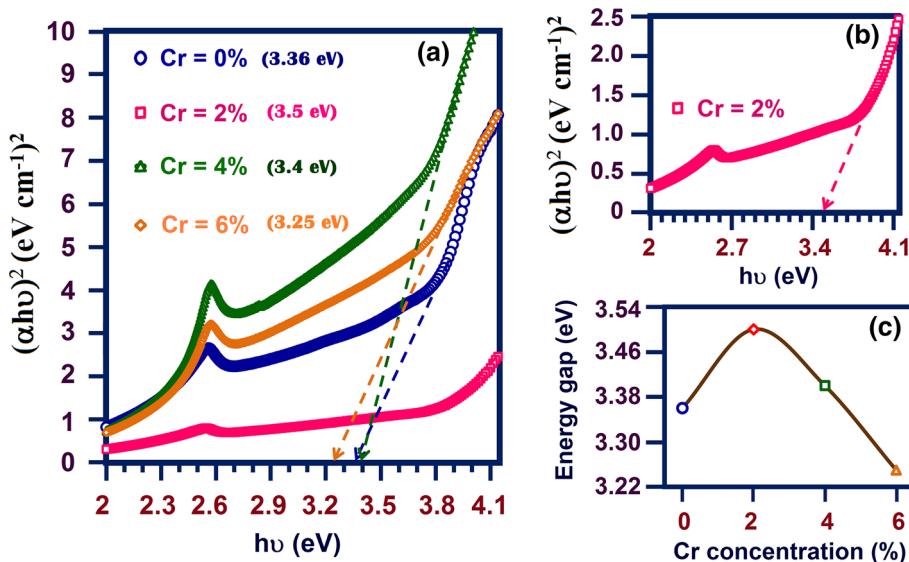 (a)
Cr = 0% (3.36 eV)
Cr = 2% (3.5 eV)
Cr = 4% (3.4 eV)
Cr = 6% (3.25 eV)
(αhυ)² (eV cm⁻¹)²
10
9
8
7
6
5
4
3
2
1
0
2 2.3 2.6 2.9 3.2 3.5 3.8 4.1
hυ (eV)
(b)
Cr = 2%
(αhυ)² (eV cm⁻¹)²
2.5
2.0
1.5
1.0
0.5
0
2 2.7 3.4 4.1
hυ (eV)
(c)
Energy gap (eV)
3.54
3.46
3.38
3.30
3.22
0 2 4 6
Cr concentration (%)